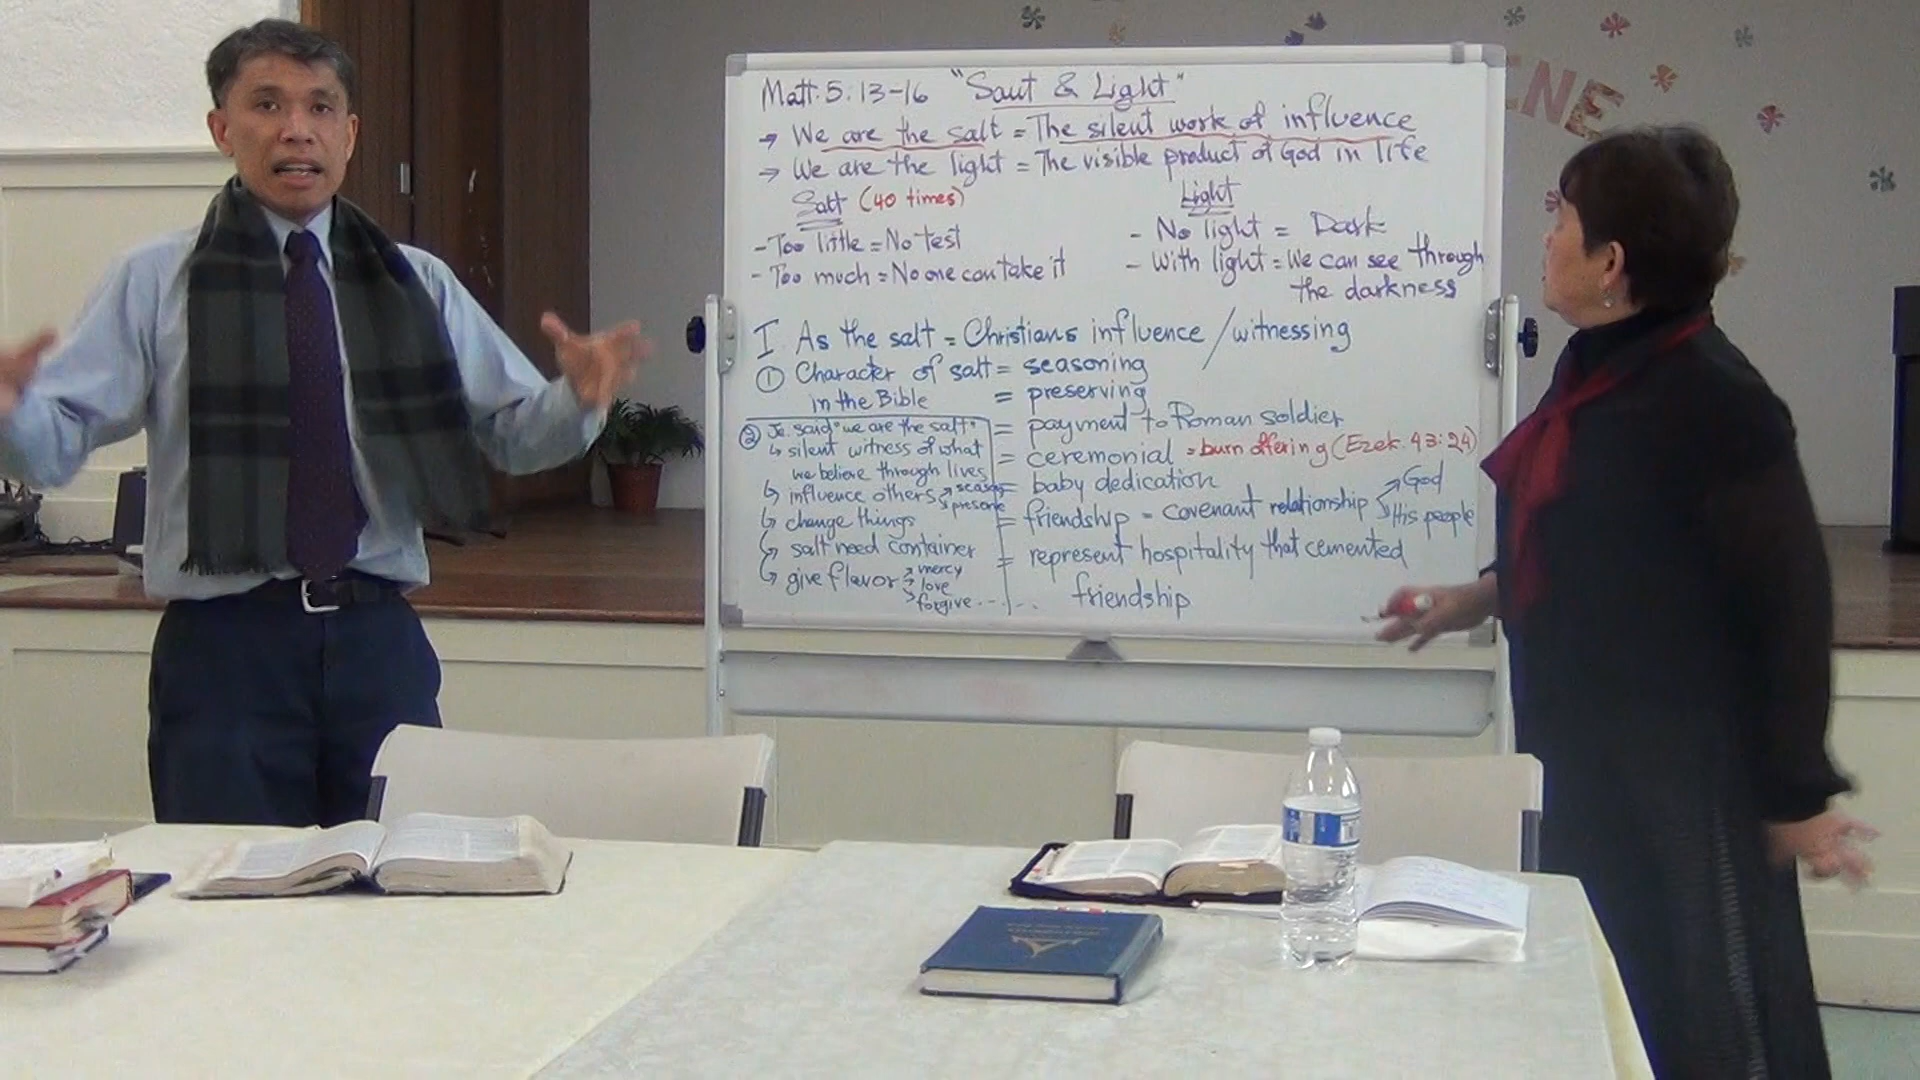 Matt. 5:13-16 "Saut & Light"
→ We are the salt = The silent work of influence
→ We are the light = The visible product of God in life
Salt (40 times)
- Too little = No test
- Too much = No one can take it
Light
- No light = Dark
- With light = We can see through
the darkness
I. As the salt = Christians influence / witnessing
① Character of salt = seasoning
in the Bible = preserving
= payment to Roman soldier
= ceremonial = burn offering (Ezek. 43:24)
= baby dedication
= friendship = covenant relationship → God
→ His people
= represent hospitality that cemented
friendship
② Je. said "we are the salt"
↳ silent witness of what
we believe through lives
↳ influence others → season
→ preserve
↳ change things
↳ salt need container
↳ give flavor → mercy
→ love
→ forgive ...
ENE